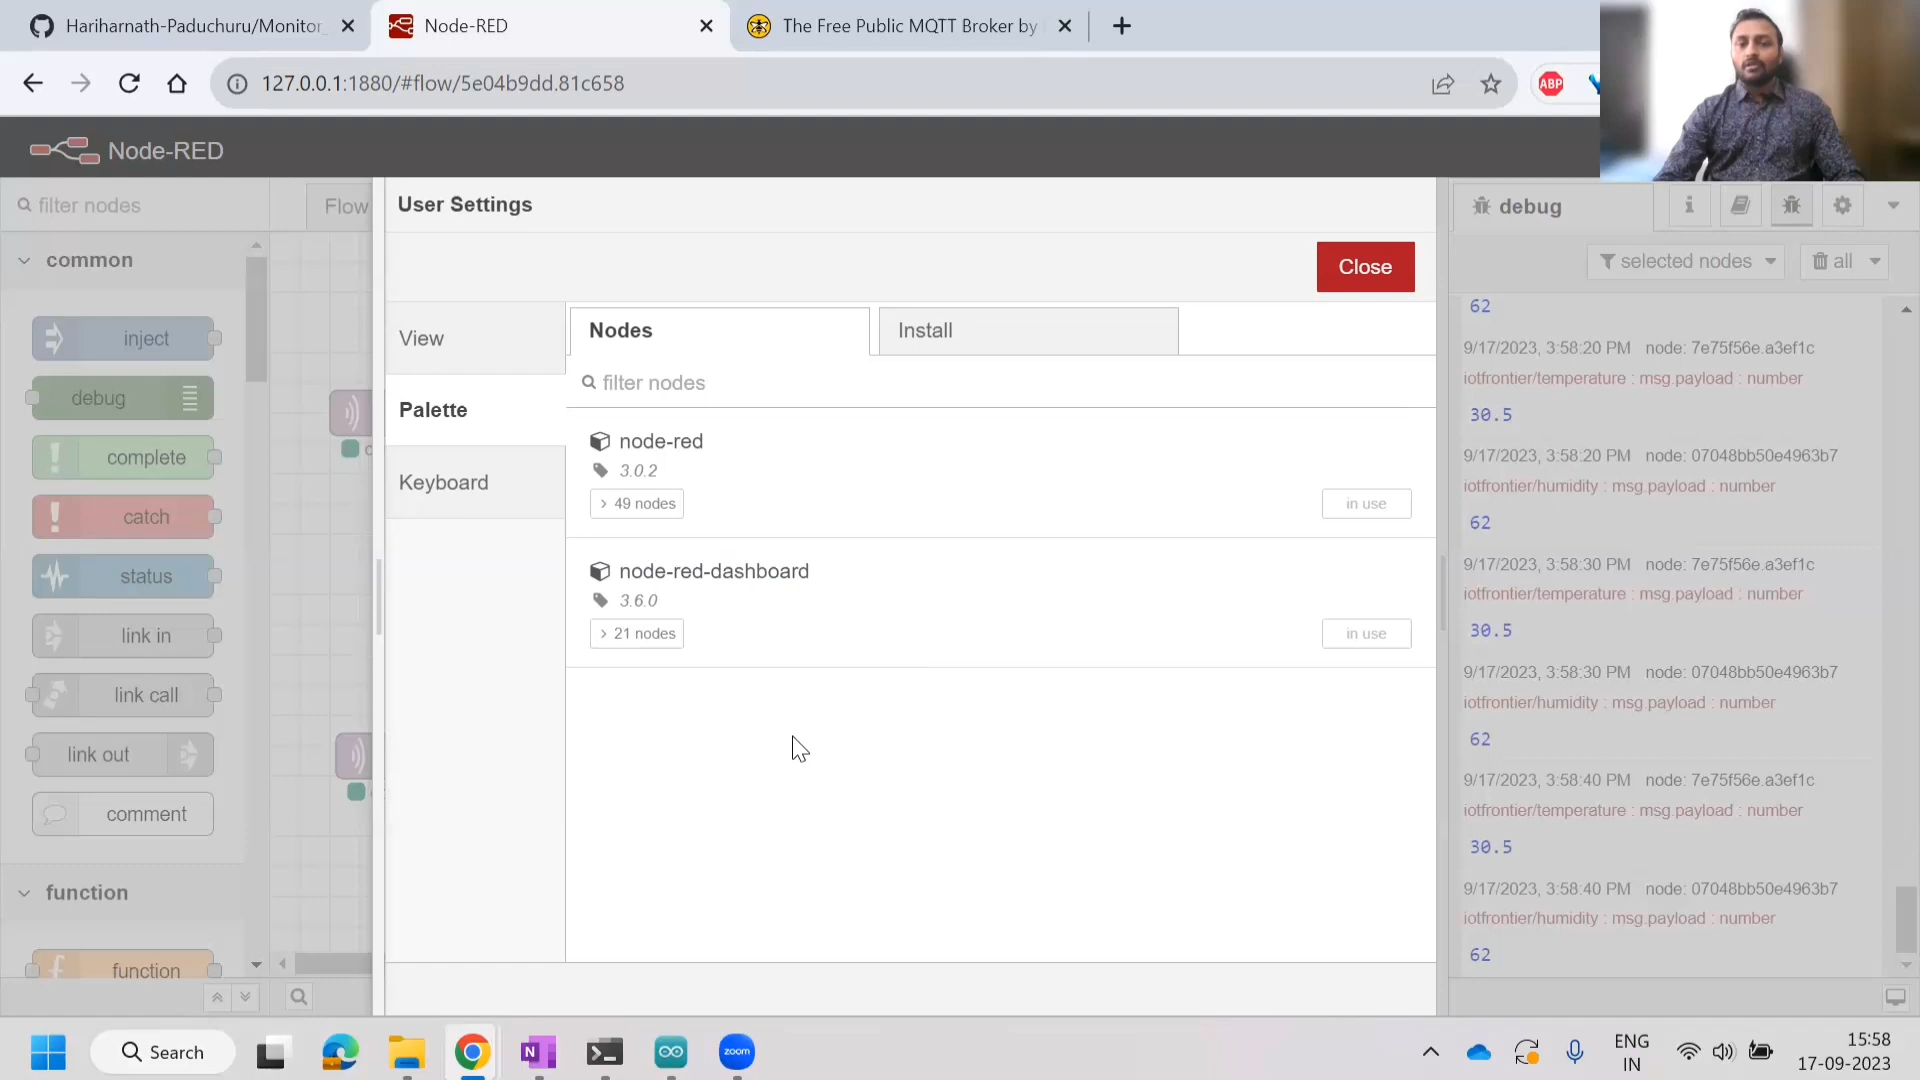 Hariharnath-Paduchuru/Monitor
Node-RED
The Free Public MQTT Broker by
127.0.0.1:1880/#flow/5e04b9dd.81c658
ABP
Node-RED
filter nodes
Flow
common
inject
debug
complete
catch
status
link in
link call
link out
comment
function
function
User Settings
Close
View
Palette
Keyboard
Nodes
Install
filter nodes
node-red
3.0.2
49 nodes
in use
node-red-dashboard
3.6.0
21 nodes
in use
debug
selected nodes
all
62
9/17/2023, 3:58:20 PM node: 7e75f56e.a3ef1c
iotfrontier/temperature : msg.payload : number
30.5
9/17/2023, 3:58:20 PM node: 07048bb50e4963b7
iotfrontier/humidity : msg.payload : number
62
9/17/2023, 3:58:30 PM node: 7e75f56e.a3ef1c
iotfrontier/temperature : msg.payload : number
30.5
9/17/2023, 3:58:30 PM node: 07048bb50e4963b7
iotfrontier/humidity : msg.payload : number
62
9/17/2023, 3:58:40 PM node: 7e75f56e.a3ef1c
iotfrontier/temperature : msg.payload : number
30.5
9/17/2023, 3:58:40 PM node: 07048bb50e4963b7
iotfrontier/humidity : msg.payload : number
62
Search
zoom
ENG
IN
15:58
17-09-2023